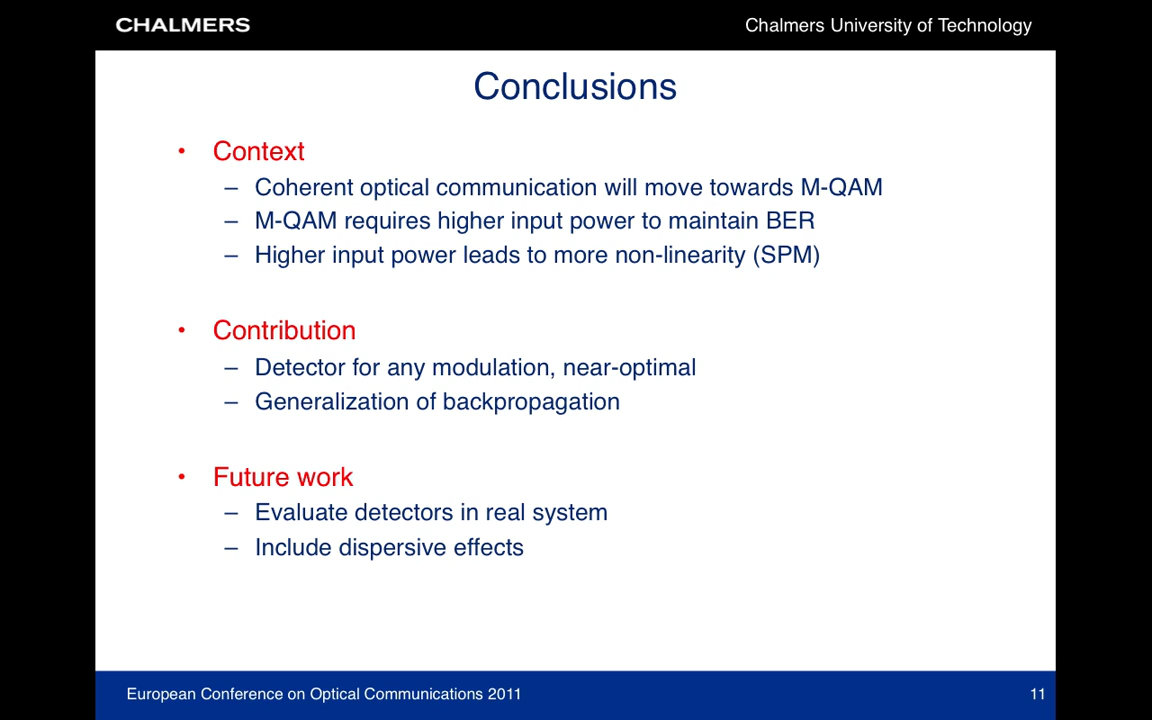 CHALMERS
Chalmers University of Technology
Conclusions
• Context
– Coherent optical communication will move towards M-QAM
– M-QAM requires higher input power to maintain BER
– Higher input power leads to more non-linearity (SPM)
• Contribution
– Detector for any modulation, near-optimal
– Generalization of backpropagation
• Future work
– Evaluate detectors in real system
– Include dispersive effects
European Conference on Optical Communications 2011
11